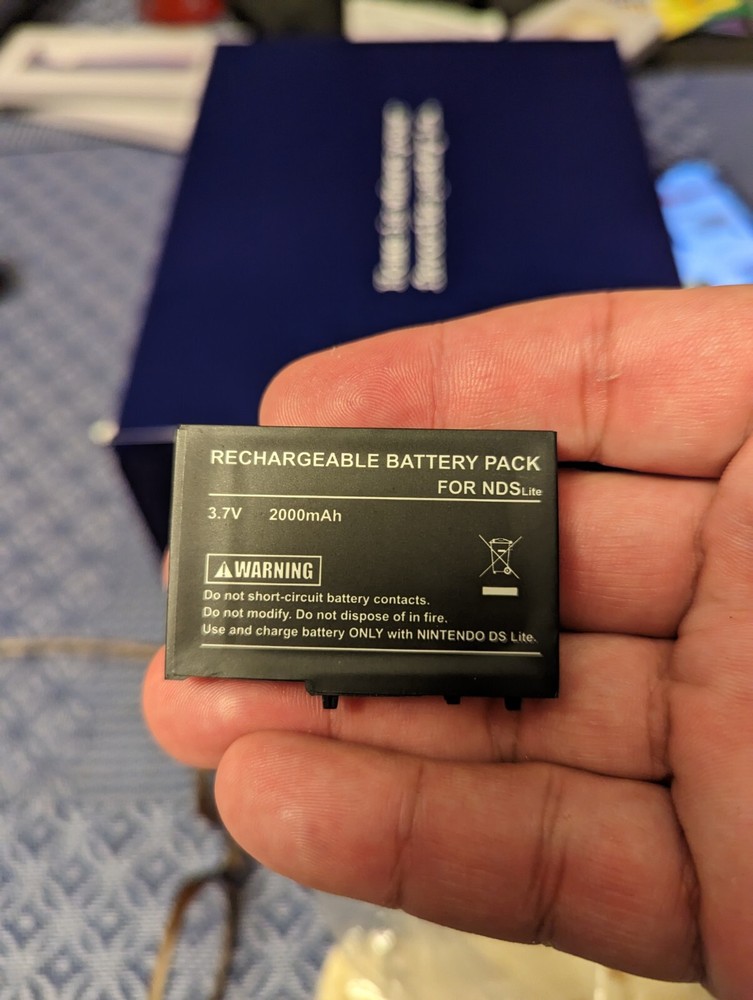 RECHARGEABLE BATTERY PACK
FOR NDSLite
3.7V 2000mAh
WARNING
Do not short-circuit battery contacts.
Do not modify. Do not dispose of in fire.
Use and charge battery ONLY with NINTENDO DS Lite.